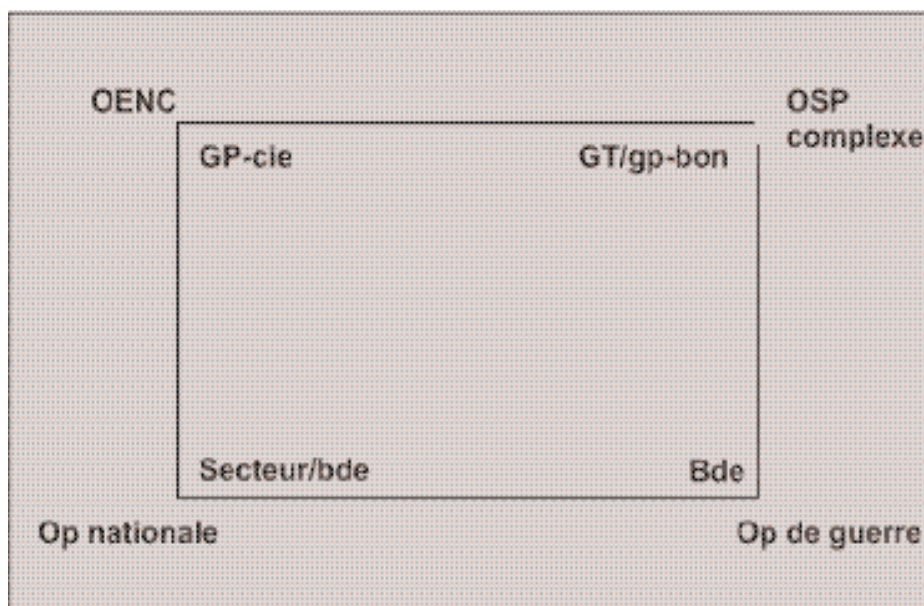 OENC
OSP
complexe
GP-cie
GT/gp-bon
Secteur/bde
Bde
Op nationale
Op de guerre